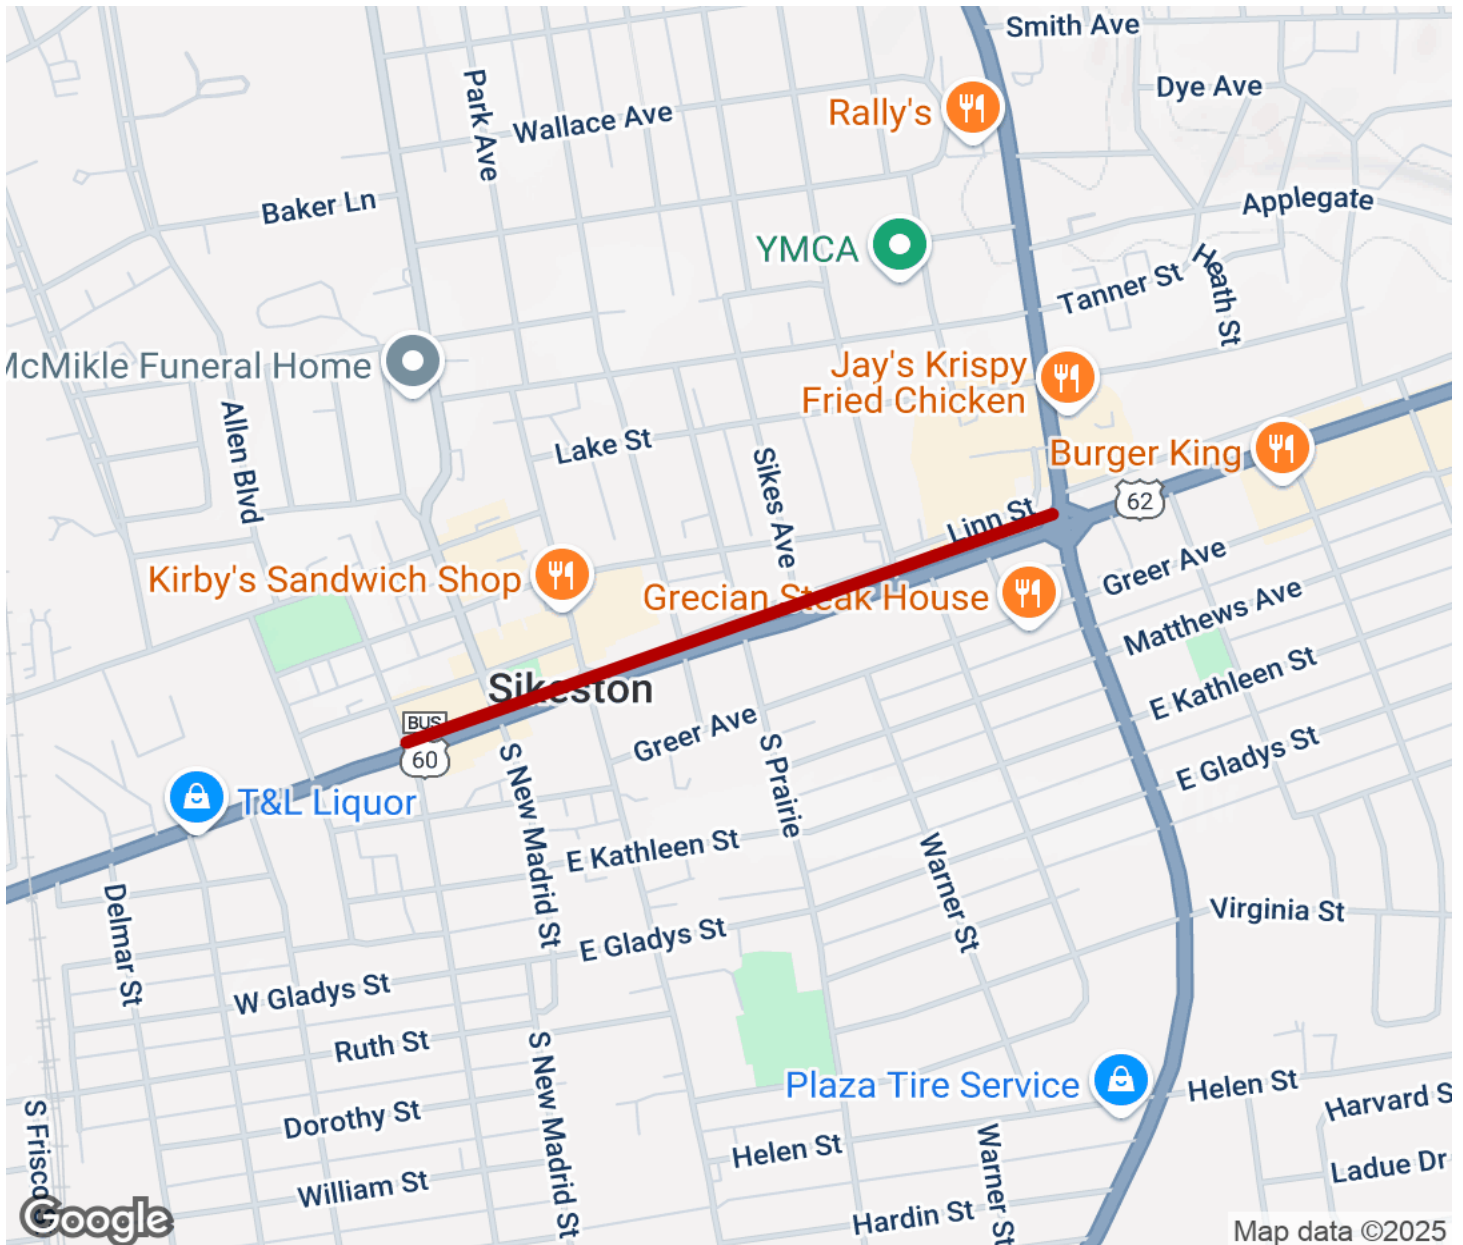 Smith Ave
Dye Ave
Park Ave
Wallace Ave
Rally's
Baker Ln
Applegate
YMCA
Heath St
Tanner St
McMikle Funeral Home
Jay's Krispy
Fried Chicken
Allen Blvd
Lake St
Sikes Ave
Burger King
62
Linn St
Greer Ave
Kirby's Sandwich Shop
Grecian Steak House
Matthews Ave
E Kathleen St
Sikeston
BUS
60
Greer Ave
S New Madrid St
S Prairie
E Gladys St
T&L Liquor
E Kathleen St
Warner St
Delmar St
Virginia St
E Gladys St
W Gladys St
Ruth St
S New Madrid St
Plaza Tire Service
Helen St
Harvard S
Dorothy St
S Frisco
Helen St
Warner St
Ladue Dr
William St
Hardin St
Google
Map data ©2025